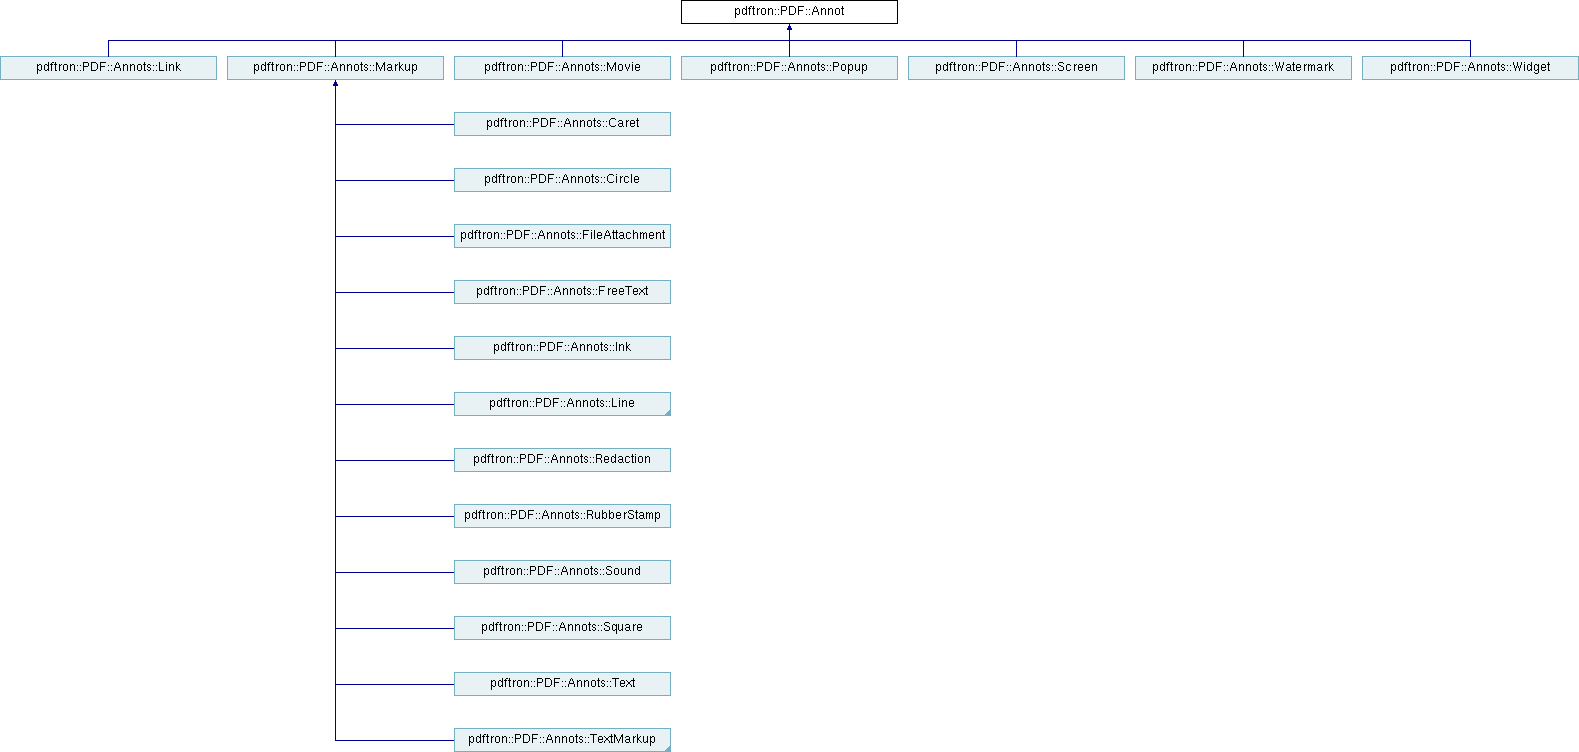 pdftron::PDF::Annot
pdftron::PDF::Annots::Link
pdftron::PDF::Annots::Markup
pdftron::PDF::Annots::Movie
pdftron::PDF::Annots::Popup
pdftron::PDF::Annots::Screen
pdftron::PDF::Annots::Watermark
pdftron::PDF::Annots::Widget
pdftron::PDF::Annots::Caret
pdftron::PDF::Annots::Circle
pdftron::PDF::Annots::FileAttachment
pdftron::PDF::Annots::FreeText
pdftron::PDF::Annots::Ink
pdftron::PDF::Annots::Line
pdftron::PDF::Annots::Redaction
pdftron::PDF::Annots::RubberStamp
pdftron::PDF::Annots::Sound
pdftron::PDF::Annots::Square
pdftron::PDF::Annots::Text
pdftron::PDF::Annots::TextMarkup